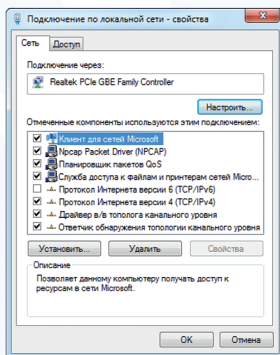 Подключение по локальной сети - свойства
Сеть
Доступ
Подключение через:
Realtek PCIe GBE Family Controller
Настроить...
Отмеченные компоненты используются этим подключением:
Клиент для сетей Microsoft
Npcap Packet Driver (NPCAP)
Планировщик пакетов QoS
Служба доступа к файлам и принтерам сетей Micro...
Протокол Интернета версии 6 (TCP/IPv6)
Протокол Интернета версии 4 (TCP/IPv4)
Драйвер в/в тополога канального уровня
Ответчик обнаружения топологии канального уровня
Установить...
Удалить
Свойства
Описание
Позволяет данному компьютеру получать доступ к
ресурсам в сети Microsoft.
OK
Отмена